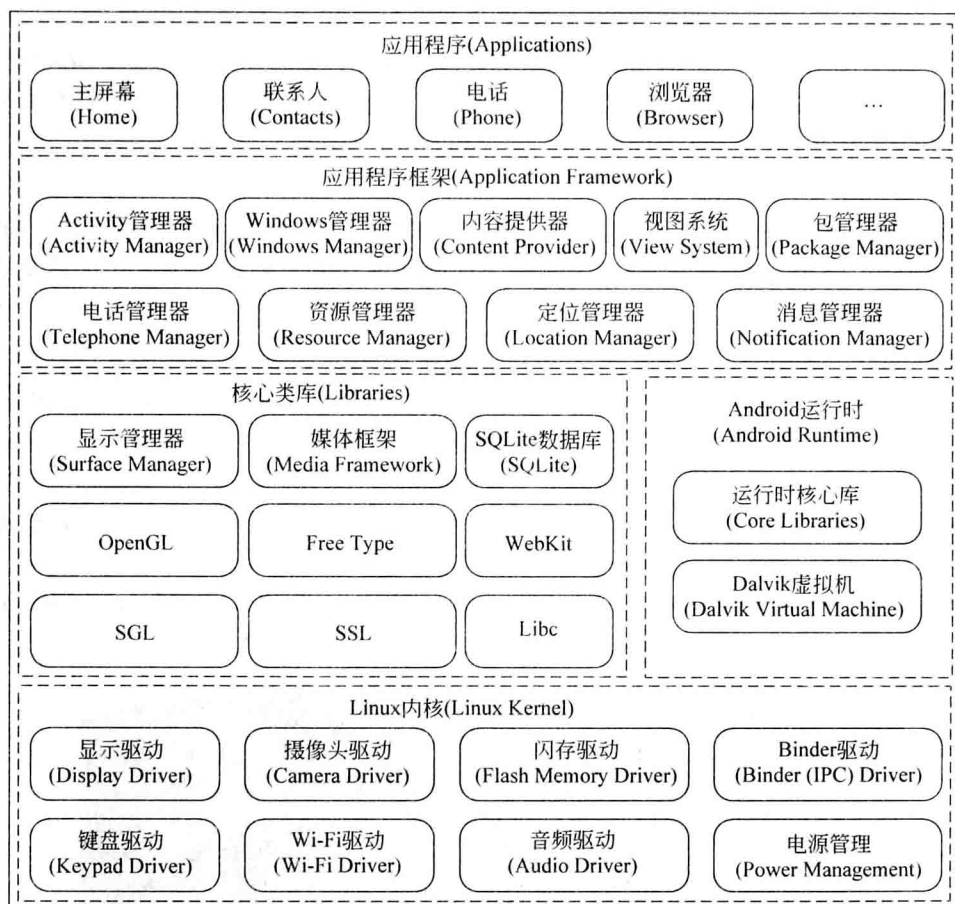 应用程序(Applications)
主屏幕
(Home)
联系人
(Contacts)
电话
(Phone)
浏览器
(Browser)
…
应用程序框架(Application Framework)
Activity管理器
(Activity Manager)
Windows管理器
(Windows Manager)
内容提供器
(Content Provider)
视图系统
(View System)
包管理器
(Package Manager)
电话管理器
(Telephone Manager)
资源管理器
(Resource Manager)
定位管理器
(Location Manager)
消息管理器
(Notification Manager)
核心类库(Libraries)
显示管理器
(Surface Manager)
媒体框架
(Media Framework)
SQLite数据库
(SQLite)
OpenGL
Free Type
WebKit
SGL
SSL
Libc
Android运行时
(Android Runtime)
运行时核心库
(Core Libraries)
Dalvik虚拟机
(Dalvik Virtual Machine)
Linux内核(Linux Kernel)
显示驱动
(Display Driver)
摄像头驱动
(Camera Driver)
闪存驱动
(Flash Memory Driver)
Binder驱动
(Binder (IPC) Driver)
键盘驱动
(Keypad Driver)
Wi-Fi驱动
(Wi-Fi Driver)
音频驱动
(Audio Driver)
电源管理
(Power Management)